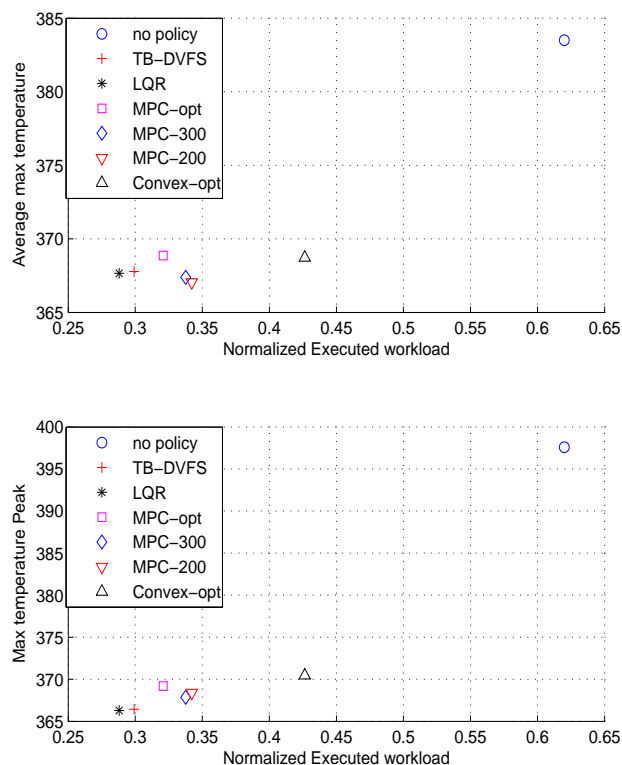 385
380
375
370
365
Average max temperature
no policy
TB−DVFS
LQR
MPC−opt
MPC−300
MPC−200
Convex−opt
0.25 0.3 0.35 0.4 0.45 0.5 0.55 0.6 0.65
Normalized Executed workload
400
395
390
385
380
375
370
365
Max temperature Peak
no policy
TB−DVFS
LQR
MPC−opt
MPC−300
MPC−200
Convex−opt
0.25 0.3 0.35 0.4 0.45 0.5 0.55 0.6 0.65
Normalized Executed workload